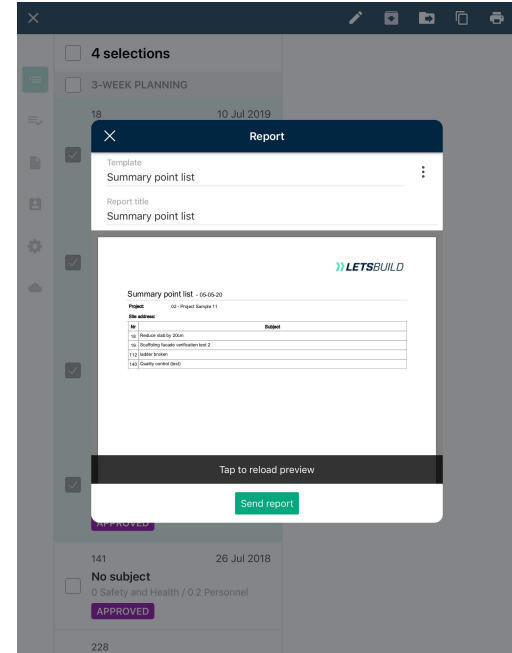 4 selections
3-WEEK PLANNING
18 10 Jul 2019
Report
Template
Summary point list
Report title
Summary point list
LETSBUILD
Summary point list - 05-05-20
Project: 02 - Project Sample 11
Site address:
Nr Subject
18 Reduce slab by 20cm
19 Scaffoling facade verification test 2
112 ladder broken
140 Quality control (test)
Tap to reload preview
Send report
APPROVED
141 26 Jul 2018
No subject
0 Safety and Health / 0.2 Personnel
APPROVED
228